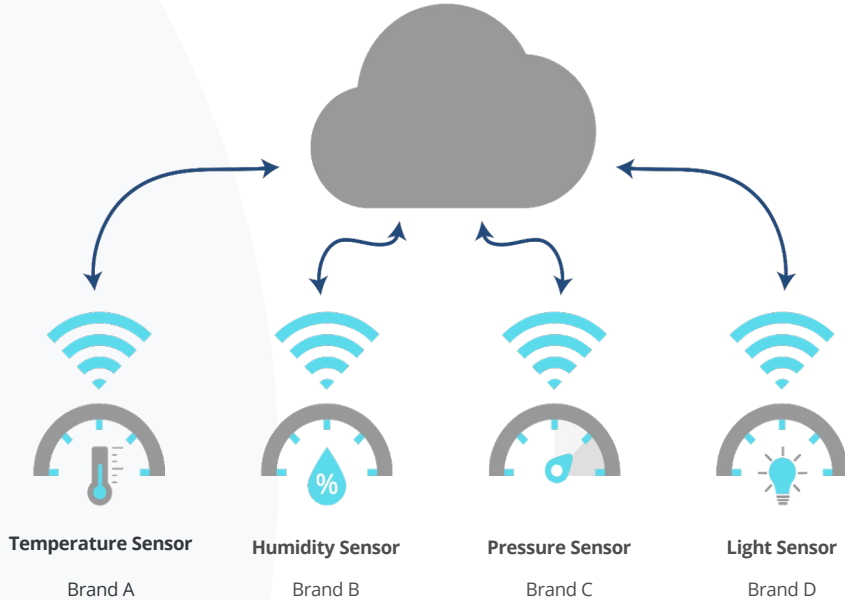 %
Temperature Sensor
Humidity Sensor
Pressure Sensor
Light Sensor
Brand A
Brand B
Brand C
Brand D